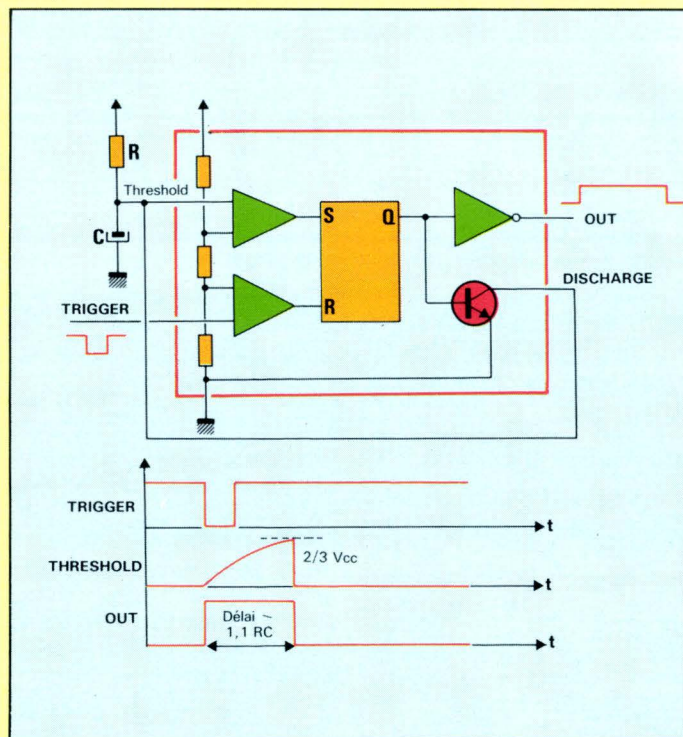 R
Threshold
C
S
Q
OUT
DISCHARGE
TRIGGER
R
TRIGGER
t
2/3 Vcc
THRESHOLD
t
OUT
Délai ~
1,1 RC
t